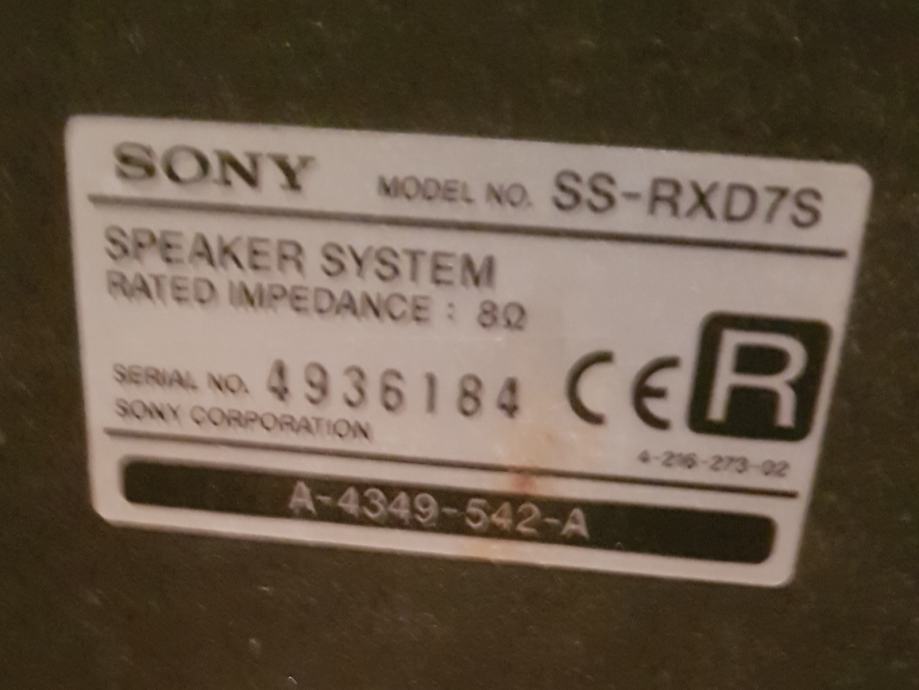 SONY MODEL NO. SS-RXD7S
SPEAKER SYSTEM
RATED IMPEDANCE : 8Ω
SERIAL NO. 4936184 CE R
SONY CORPORATION
4-216-273-02
A-4349-542-A